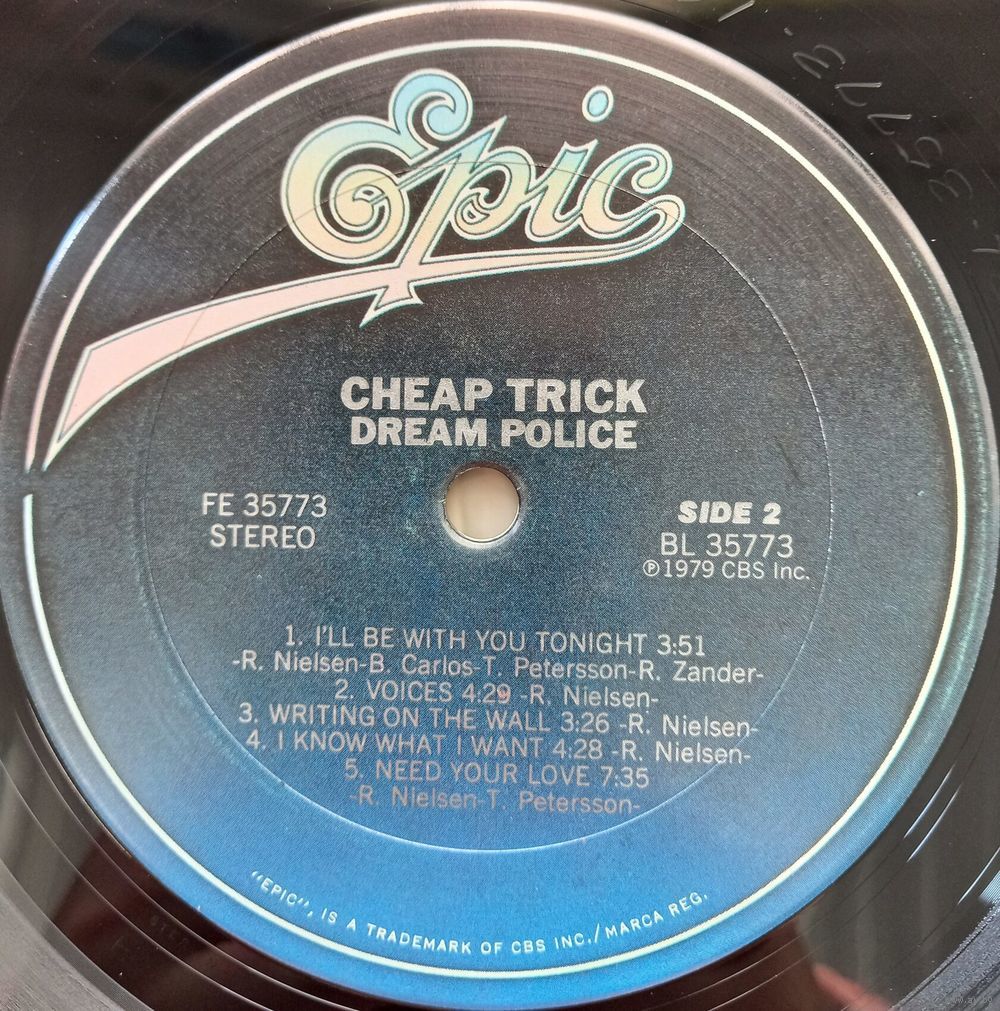 Epic
CHEAP TRICK
DREAM POLICE
FE 35773
STEREO
SIDE 2
BL 35773
℗1979 CBS Inc.
1. I'LL BE WITH YOU TONIGHT 3:51
-R. Nielsen-B. Carlos-T. Petersson-R. Zander-
2. VOICES 4:29 -R. Nielsen-
3. WRITING ON THE WALL 3:26 -R. Nielsen-
4. I KNOW WHAT I WANT 4:28 -R. Nielsen-
5. NEED YOUR LOVE 7:35
-R. Nielsen-T. Petersson-
"EPIC", IS A TRADEMARK OF CBS INC./MARCA REG.